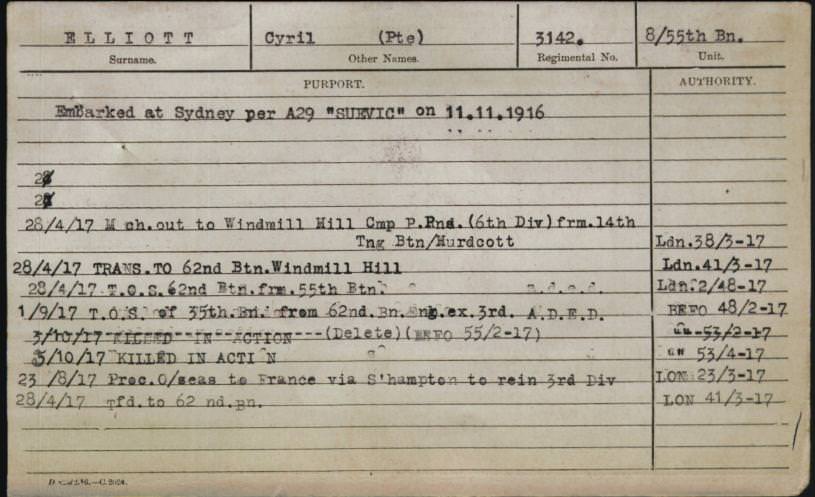 ELLIOTT Cyril (Pte) 3142. 8/55th Bn.
Surname. Other Names. Regimental No. Unit.
PURPORT. AUTHORITY.
EmBarked at Sydney per A29 "SUEVIC" on 11.11.1916
28/4/17 M ch.out to Windmill Hill Cmp P.Rnd.(6th Div)frm.14th
Tng Btn/Hurdcott Ldn.38/3-17
28/4/17 TRANS.TO 62nd Btn.Windmill Hill Ldn.41/3-17
28/4/17 T.O.S.62nd Btn.frm.55th Btn. Ldn.2/48-17
1/9/17 T.O.S. of 35th.Bn.from 62nd.Bn.Eng.ex.3rd. A.D.E.D. BEFO 48/2-17
3/10/17 KILLED IN ACTION---(Delete)(BEFO 55/2-17) "" 53/2-17
3/10/17 KILLED IN ACTI N "" 53/4-17
23 /8/17 Proc.O/seas to France via S'hampton to rein 3rd Div LON 23/3-17
28/4/17 Tfd.to 62 nd.Bn. LON 41/3-17